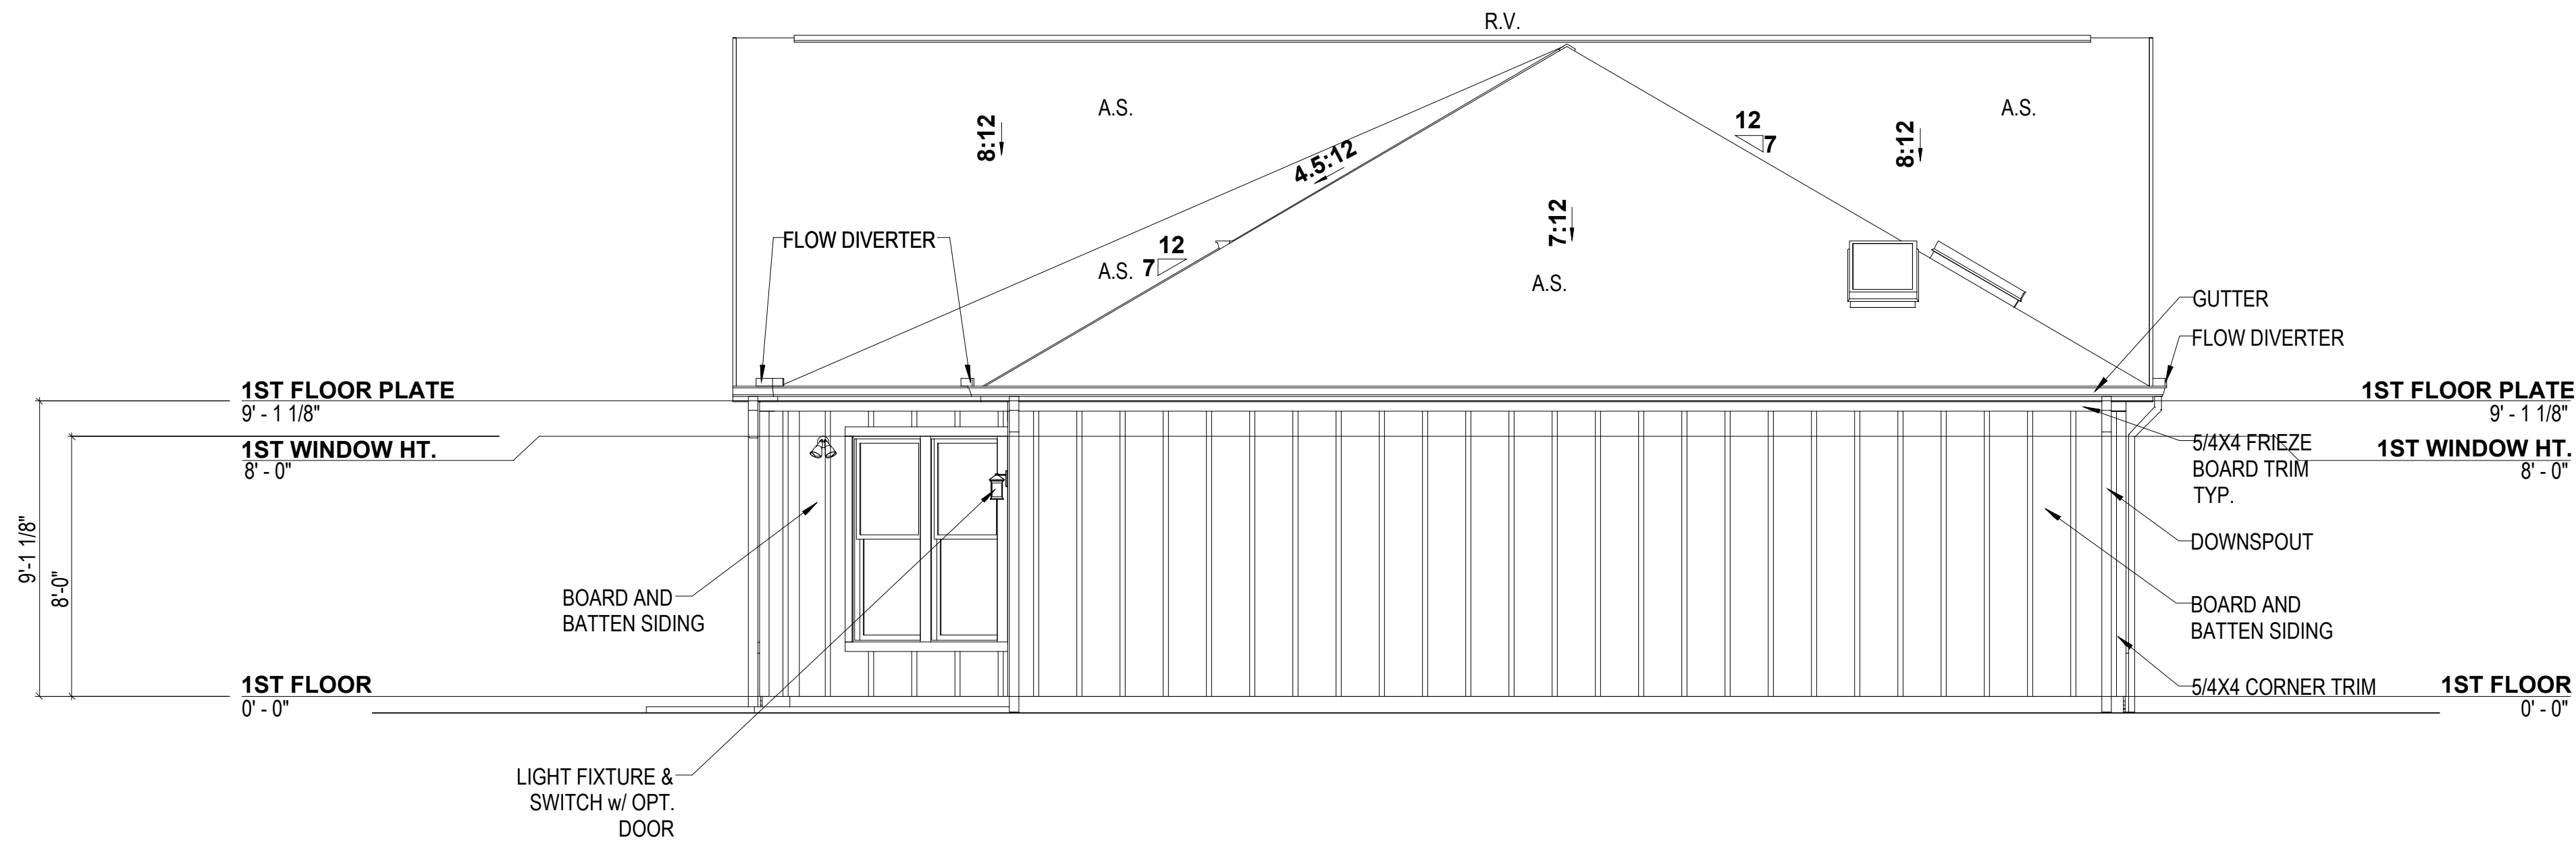 R.V.
A.S.
A.S.
8:12
12
7
8:12
4.5:12
7:12
FLOW DIVERTER
12
7
A.S.
A.S.
GUTTER
FLOW DIVERTER
1ST FLOOR PLATE
9' - 1 1/8"
1ST WINDOW HT.
8' - 0"
1ST FLOOR PLATE
9' - 1 1/8"
5/4X4 FRIEZE
BOARD TRIM
TYP.
1ST WINDOW HT.
8' - 0"
9'-1 1/8"
8'-0"
DOWNSPOUT
BOARD AND
BATTEN SIDING
BOARD AND
BATTEN SIDING
1ST FLOOR
0' - 0"
5/4X4 CORNER TRIM
1ST FLOOR
0' - 0"
LIGHT FIXTURE &
SWITCH w/ OPT.
DOOR